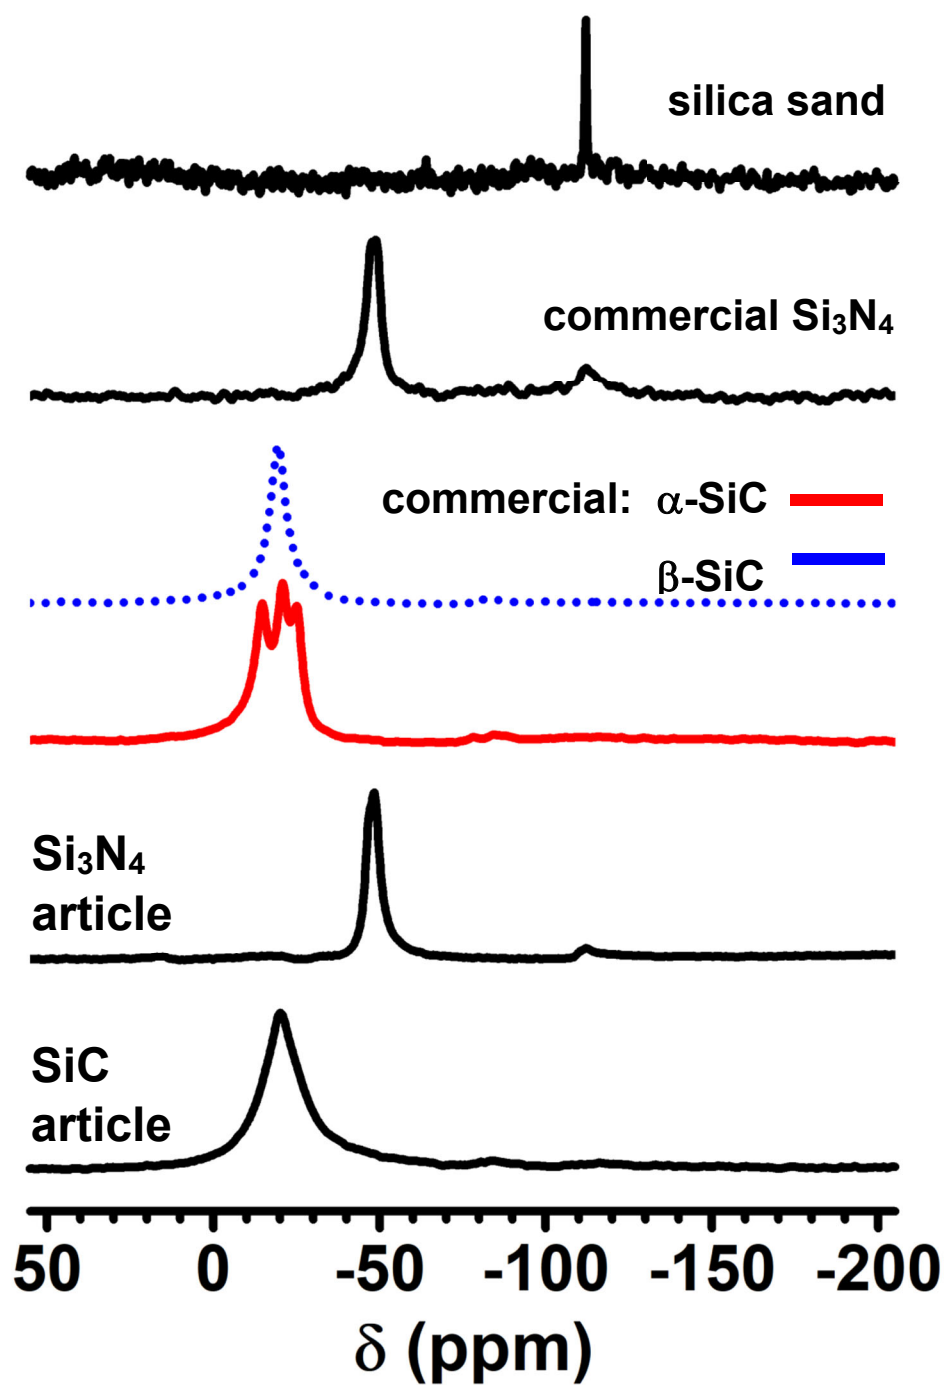 silica sand
commercial Si₃N₄
commercial: α-SiC
β-SiC
Si₃N₄
article
SiC
article
50 0 -50 -100 -150 -200
δ (ppm)